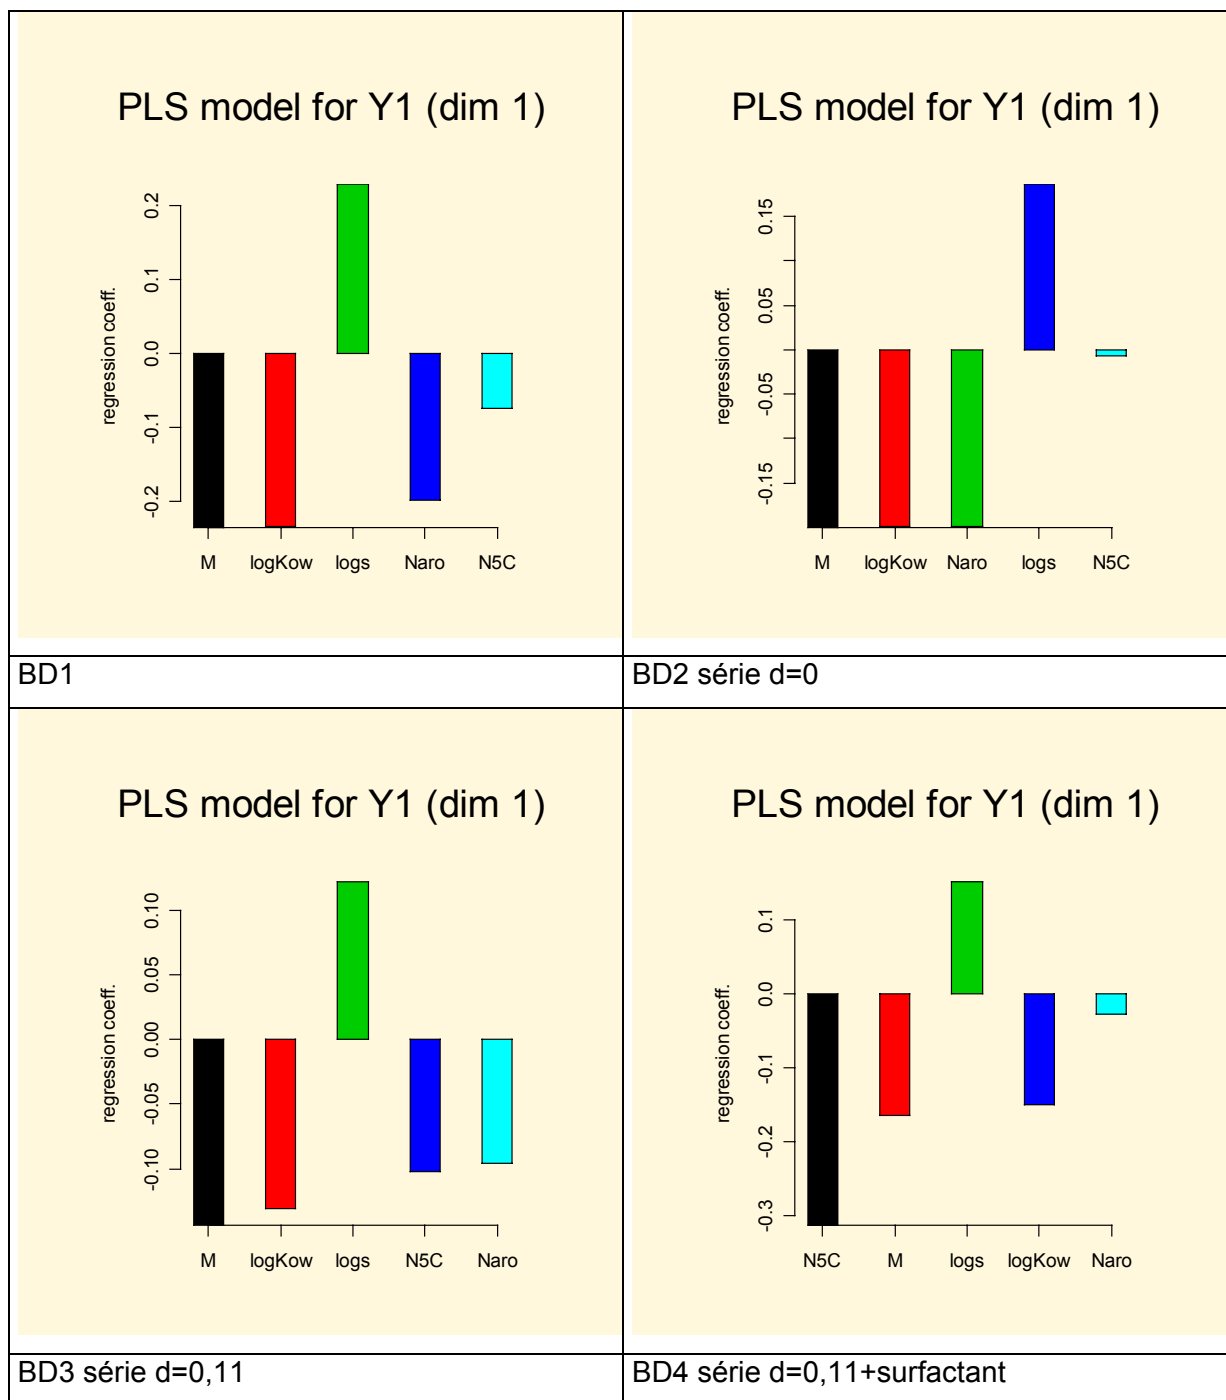 PLS model for Y1 (dim 1)
regression coeff.
0.2
0.1
0.0
-0.1
-0.2
M logKow logs Naro N5C
BD1
PLS model for Y1 (dim 1)
regression coeff.
0.15
0.05
-0.05
-0.15
M logKow Naro logs N5C
BD2 série d=0
PLS model for Y1 (dim 1)
regression coeff.
0.10
0.05
0.00
-0.05
-0.10
M logKow logs N5C Naro
BD3 série d=0,11
PLS model for Y1 (dim 1)
regression coeff.
0.1
0.0
-0.1
-0.2
-0.3
N5C M logs logKow Naro
BD4 série d=0,11+surfactant